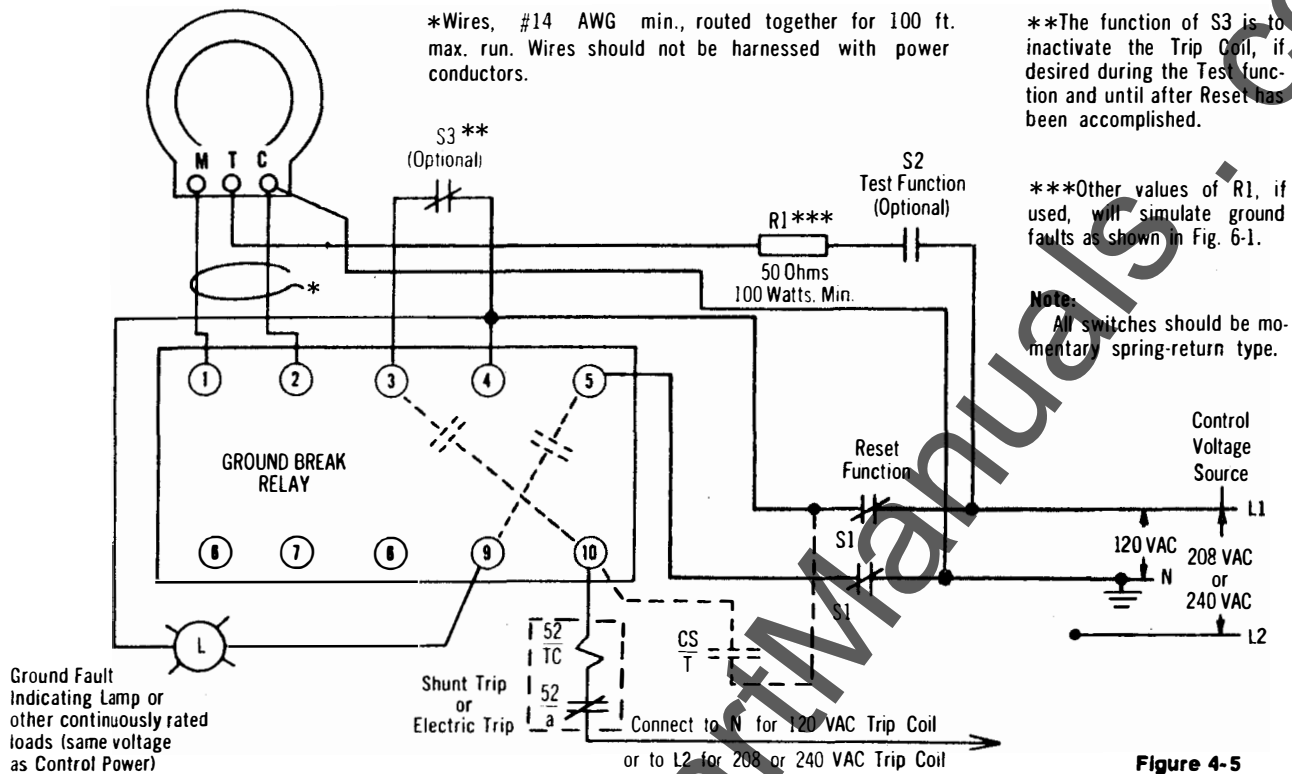 *Wires, #14 AWG min., routed together for 100 ft.
max. run. Wires should not be harnessed with power
conductors.
**The function of S3 is to
inactivate the Trip Coil, if
desired during the Test func-
tion and until after Reset has
been accomplished.
***Other values of R1, if
used, will simulate ground
faults as shown in Fig. 6-1.
Note:
All switches should be mo-
mentary spring-return type.
M T C
S3 **
(Optional)
S2
Test Function
(Optional)
R1 ***
50 Ohms
100 Watts. Min.
*
1 2 3 4 5
GROUND BREAK
RELAY
6 7 8 9 10
Reset
Function
S1
S1
Control
Voltage
Source
L1
120 VAC
N
208 VAC
or
240 VAC
L2
L
Ground Fault
Indicating Lamp or
other continuously rated
loads (same voltage
as Control Power)
Shunt Trip
or
Electric Trip
52
TC
52
a
CS
T
Connect to N for 120 VAC Trip Coil
or to L2 for 208 or 240 VAC Trip Coil
Figure 4-5